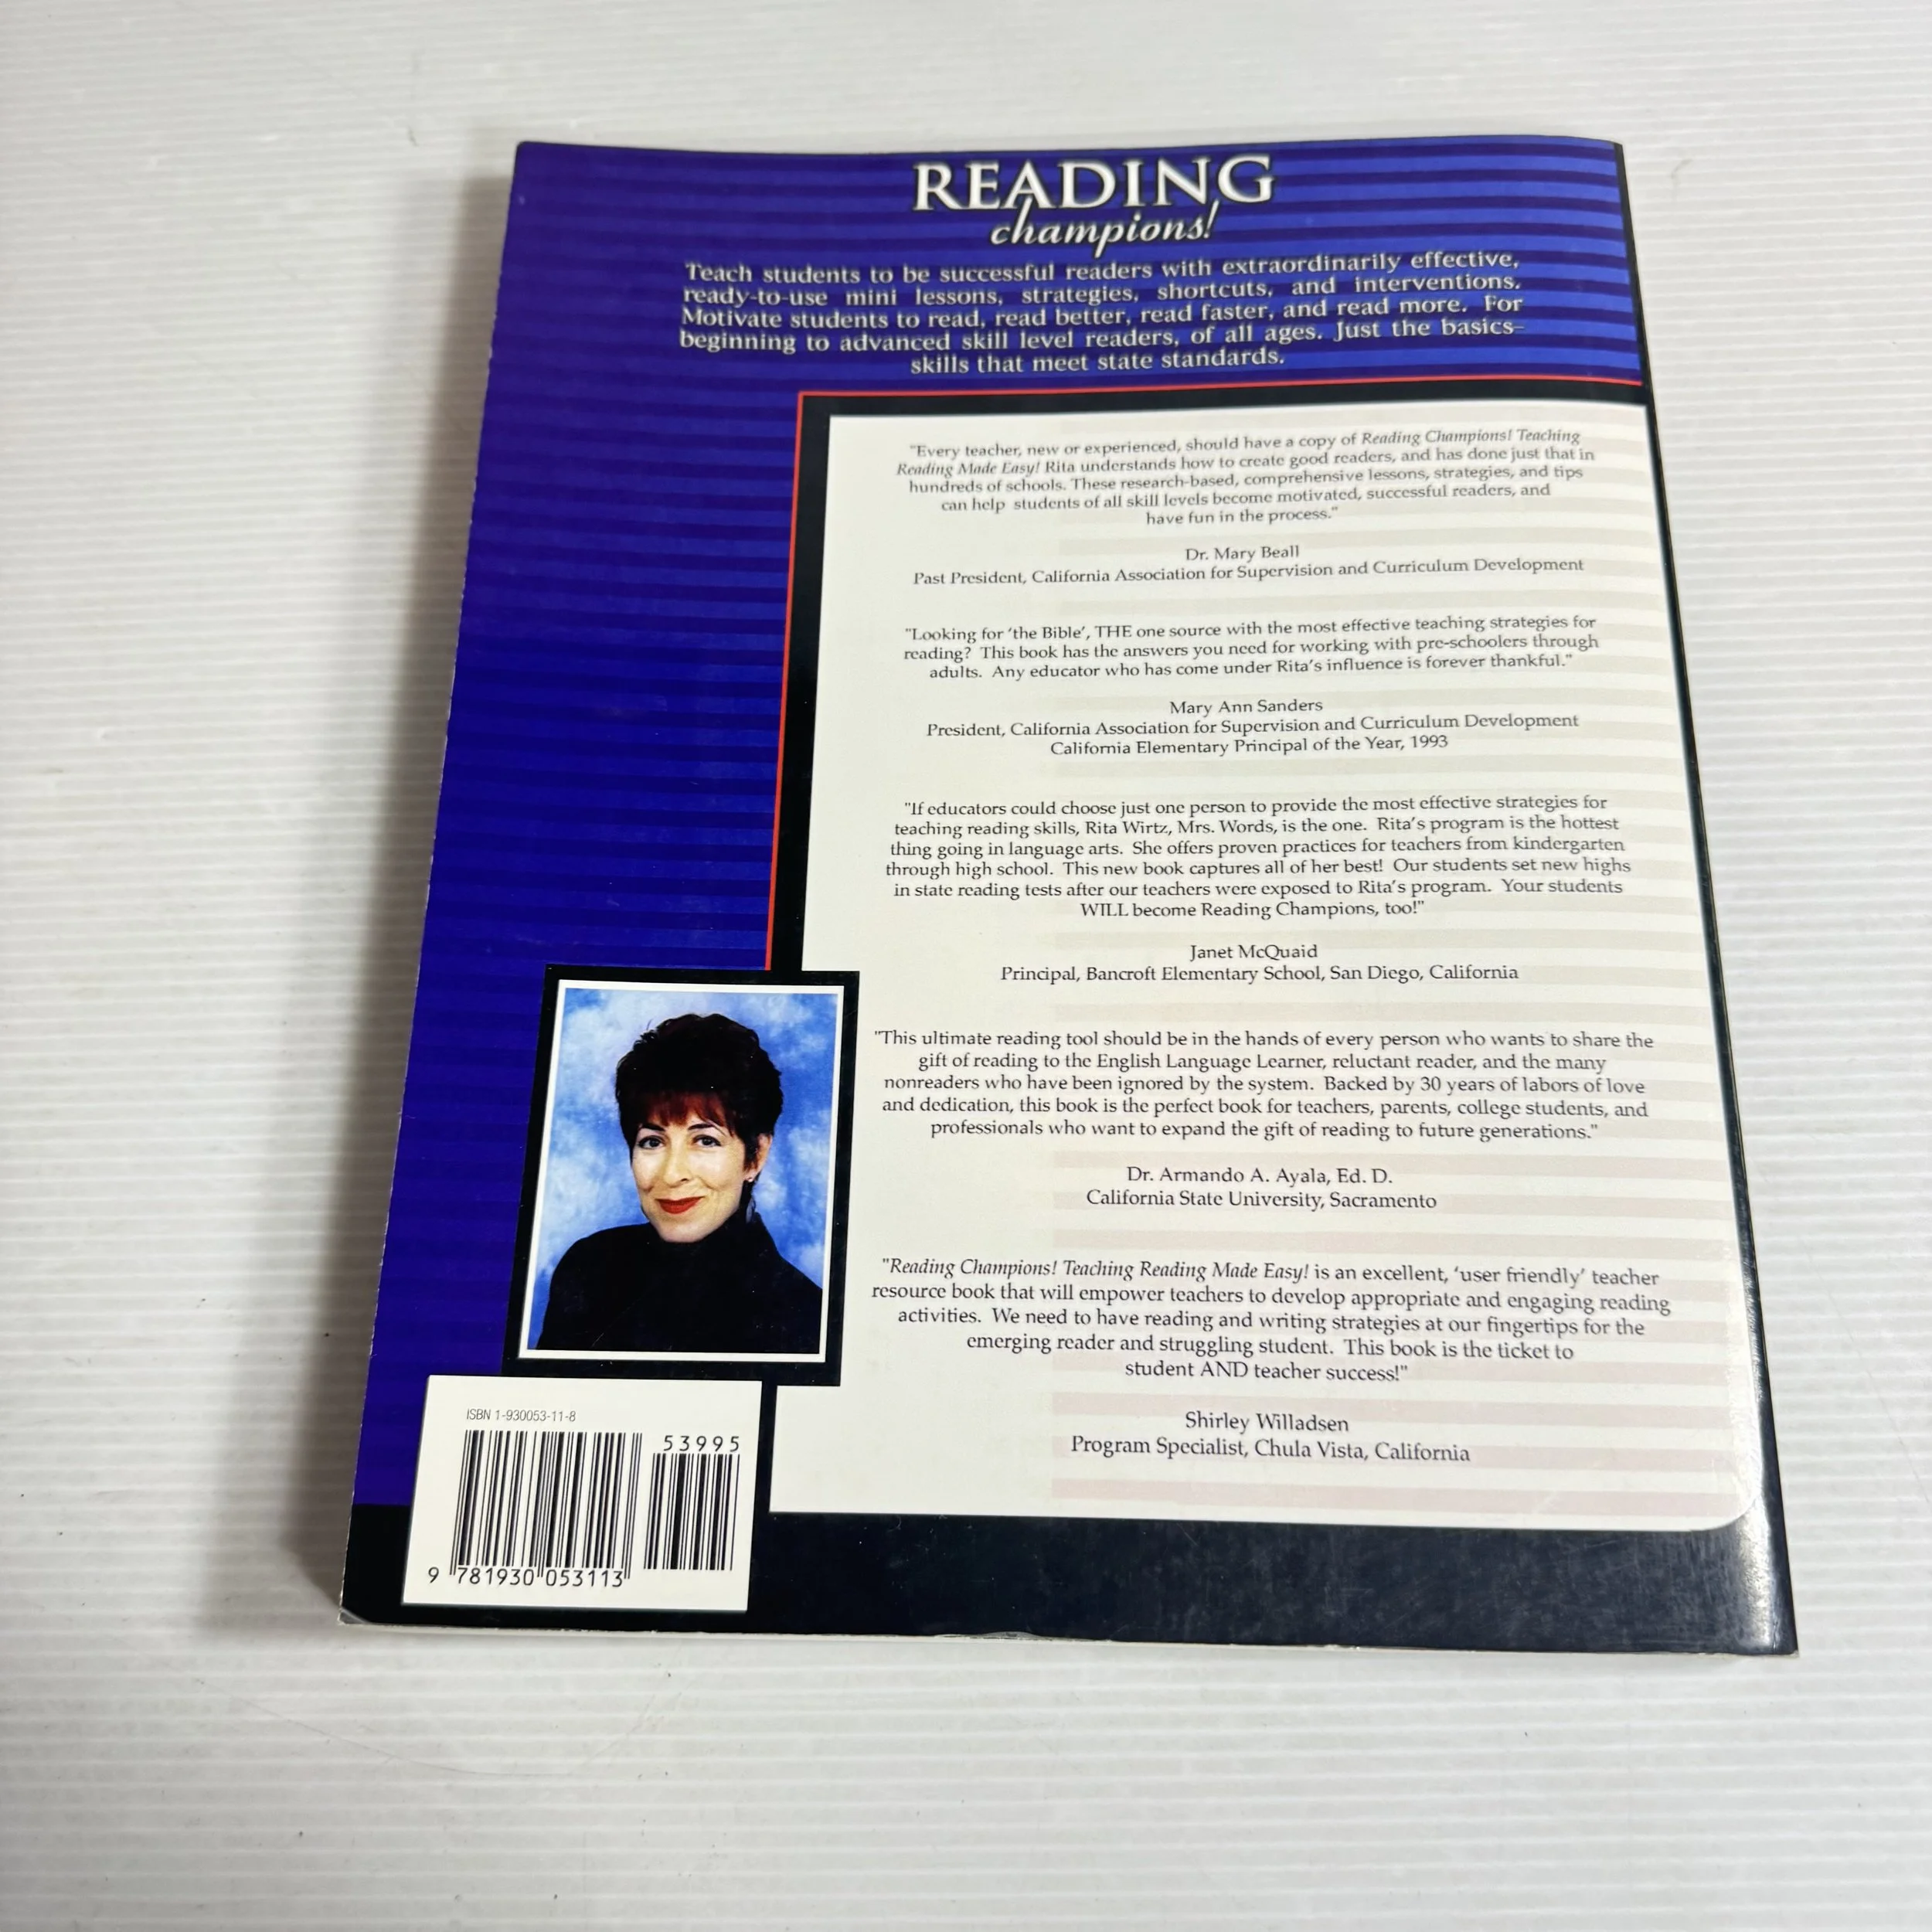 READING
champions!
Teach students to be successful readers with extraordinarily effective,
ready-to-use mini lessons, strategies, shortcuts, and interventions.
Motivate students to read, read better, read faster, and read more. For
beginning to advanced skill level readers, of all ages. Just the basics–
skills that meet state standards.
"Every teacher, new or experienced, should have a copy of Reading Champions! Teaching
Reading Made Easy! Rita understands how to create good readers, and has done just that in
hundreds of schools. These research-based, comprehensive lessons, strategies, and tips
can help students of all skill levels become motivated, successful readers, and
have fun in the process."
Dr. Mary Beall
Past President, California Association for Supervision and Curriculum Development
"Looking for 'the Bible', THE one source with the most effective teaching strategies for
reading? This book has the answers you need for working with pre-schoolers through
adults. Any educator who has come under Rita's influence is forever thankful."
Mary Ann Sanders
President, California Association for Supervision and Curriculum Development
California Elementary Principal of the Year, 1993
"If educators could choose just one person to provide the most effective strategies for
teaching reading skills, Rita Wirtz, Mrs. Words, is the one. Rita's program is the hottest
thing going in language arts. She offers proven practices for teachers from kindergarten
through high school. This new book captures all of her best! Our students set new highs
in state reading tests after our teachers were exposed to Rita's program. Your students
WILL become Reading Champions, too!"
Janet McQuaid
Principal, Bancroft Elementary School, San Diego, California
"This ultimate reading tool should be in the hands of every person who wants to share the
gift of reading to the English Language Learner, reluctant reader, and the many
nonreaders who have been ignored by the system. Backed by 30 years of labors of love
and dedication, this book is the perfect book for teachers, parents, college students, and
professionals who want to expand the gift of reading to future generations."
Dr. Armando A. Ayala, Ed. D.
California State University, Sacramento
"Reading Champions! Teaching Reading Made Easy! is an excellent, 'user friendly' teacher
resource book that will empower teachers to develop appropriate and engaging reading
activities. We need to have reading and writing strategies at our fingertips for the
emerging reader and struggling student. This book is the ticket to
student AND teacher success!"
Shirley Willadsen
Program Specialist, Chula Vista, California
ISBN 1-930053-11-8
53995
9 781930 053113